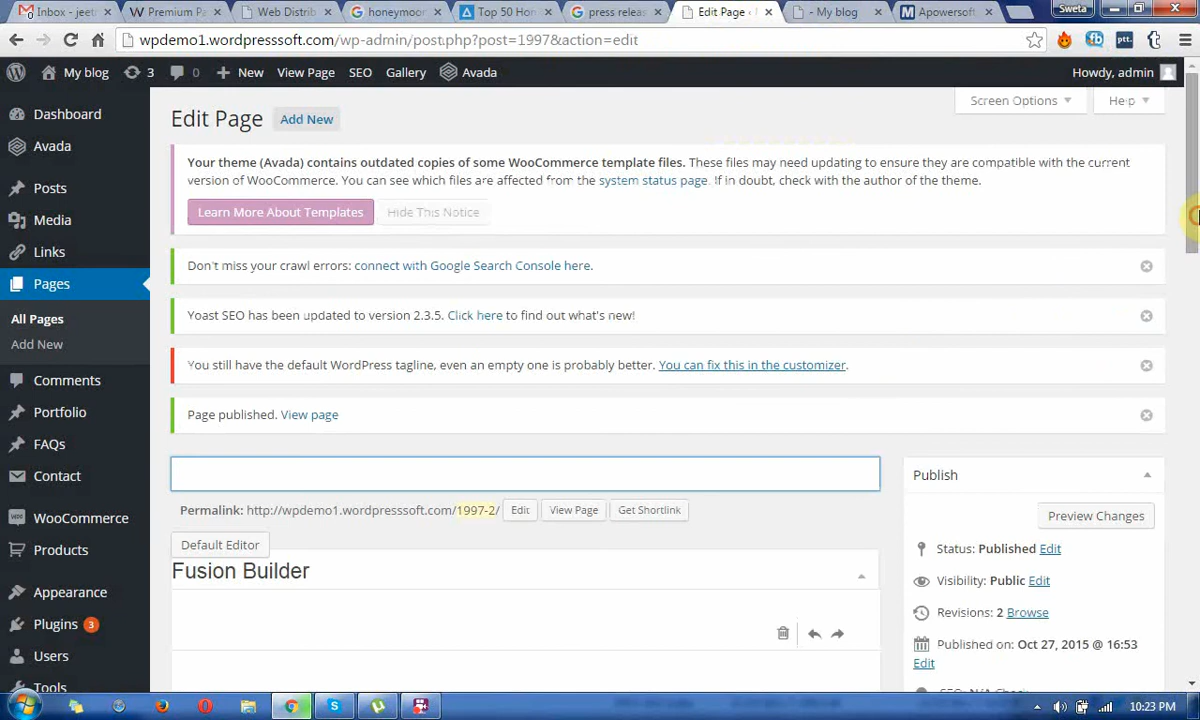 Inbox - jeet
Premium Pa
Web Distrib
honeymoon
Top 50 Hon
press releas
Edit Page ‹
- My blog
Apowersoft
Sweta
wpdemo1.wordpresssoft.com/wp-admin/post.php?post=1997&action=edit
My blog 3 0 New View Page SEO Gallery Avada Howdy, admin
Screen Options Help
Dashboard
Avada
Posts
Media
Links
Pages
All Pages
Add New
Comments
Portfolio
FAQs
Contact
WooCommerce
Products
Appearance
Plugins 3
Users
Tools
Edit Page Add New
Your theme (Avada) contains outdated copies of some WooCommerce template files. These files may need updating to ensure they are compatible with the current
version of WooCommerce. You can see which files are affected from the system status page. If in doubt, check with the author of the theme.
Learn More About Templates Hide This Notice
Don't miss your crawl errors: connect with Google Search Console here.
Yoast SEO has been updated to version 2.3.5. Click here to find out what's new!
You still have the default WordPress tagline, even an empty one is probably better. You can fix this in the customizer.
Page published. View page
Permalink: http://wpdemo1.wordpresssoft.com/1997-2/ Edit View Page Get Shortlink
Default Editor
Fusion Builder
Publish
Preview Changes
Status: Published Edit
Visibility: Public Edit
Revisions: 2 Browse
Published on: Oct 27, 2015 @ 16:53
Edit
SEO: N/A Check
10:23 PM